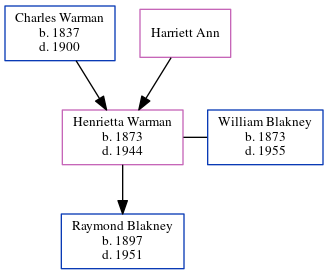 Charles Warman
b. 1837
d. 1900
Harriett Ann
Henrietta Warman
b. 1873
d. 1944
William Blakney
b. 1873
d. 1955
Raymond Blakney
b. 1897
d. 1951